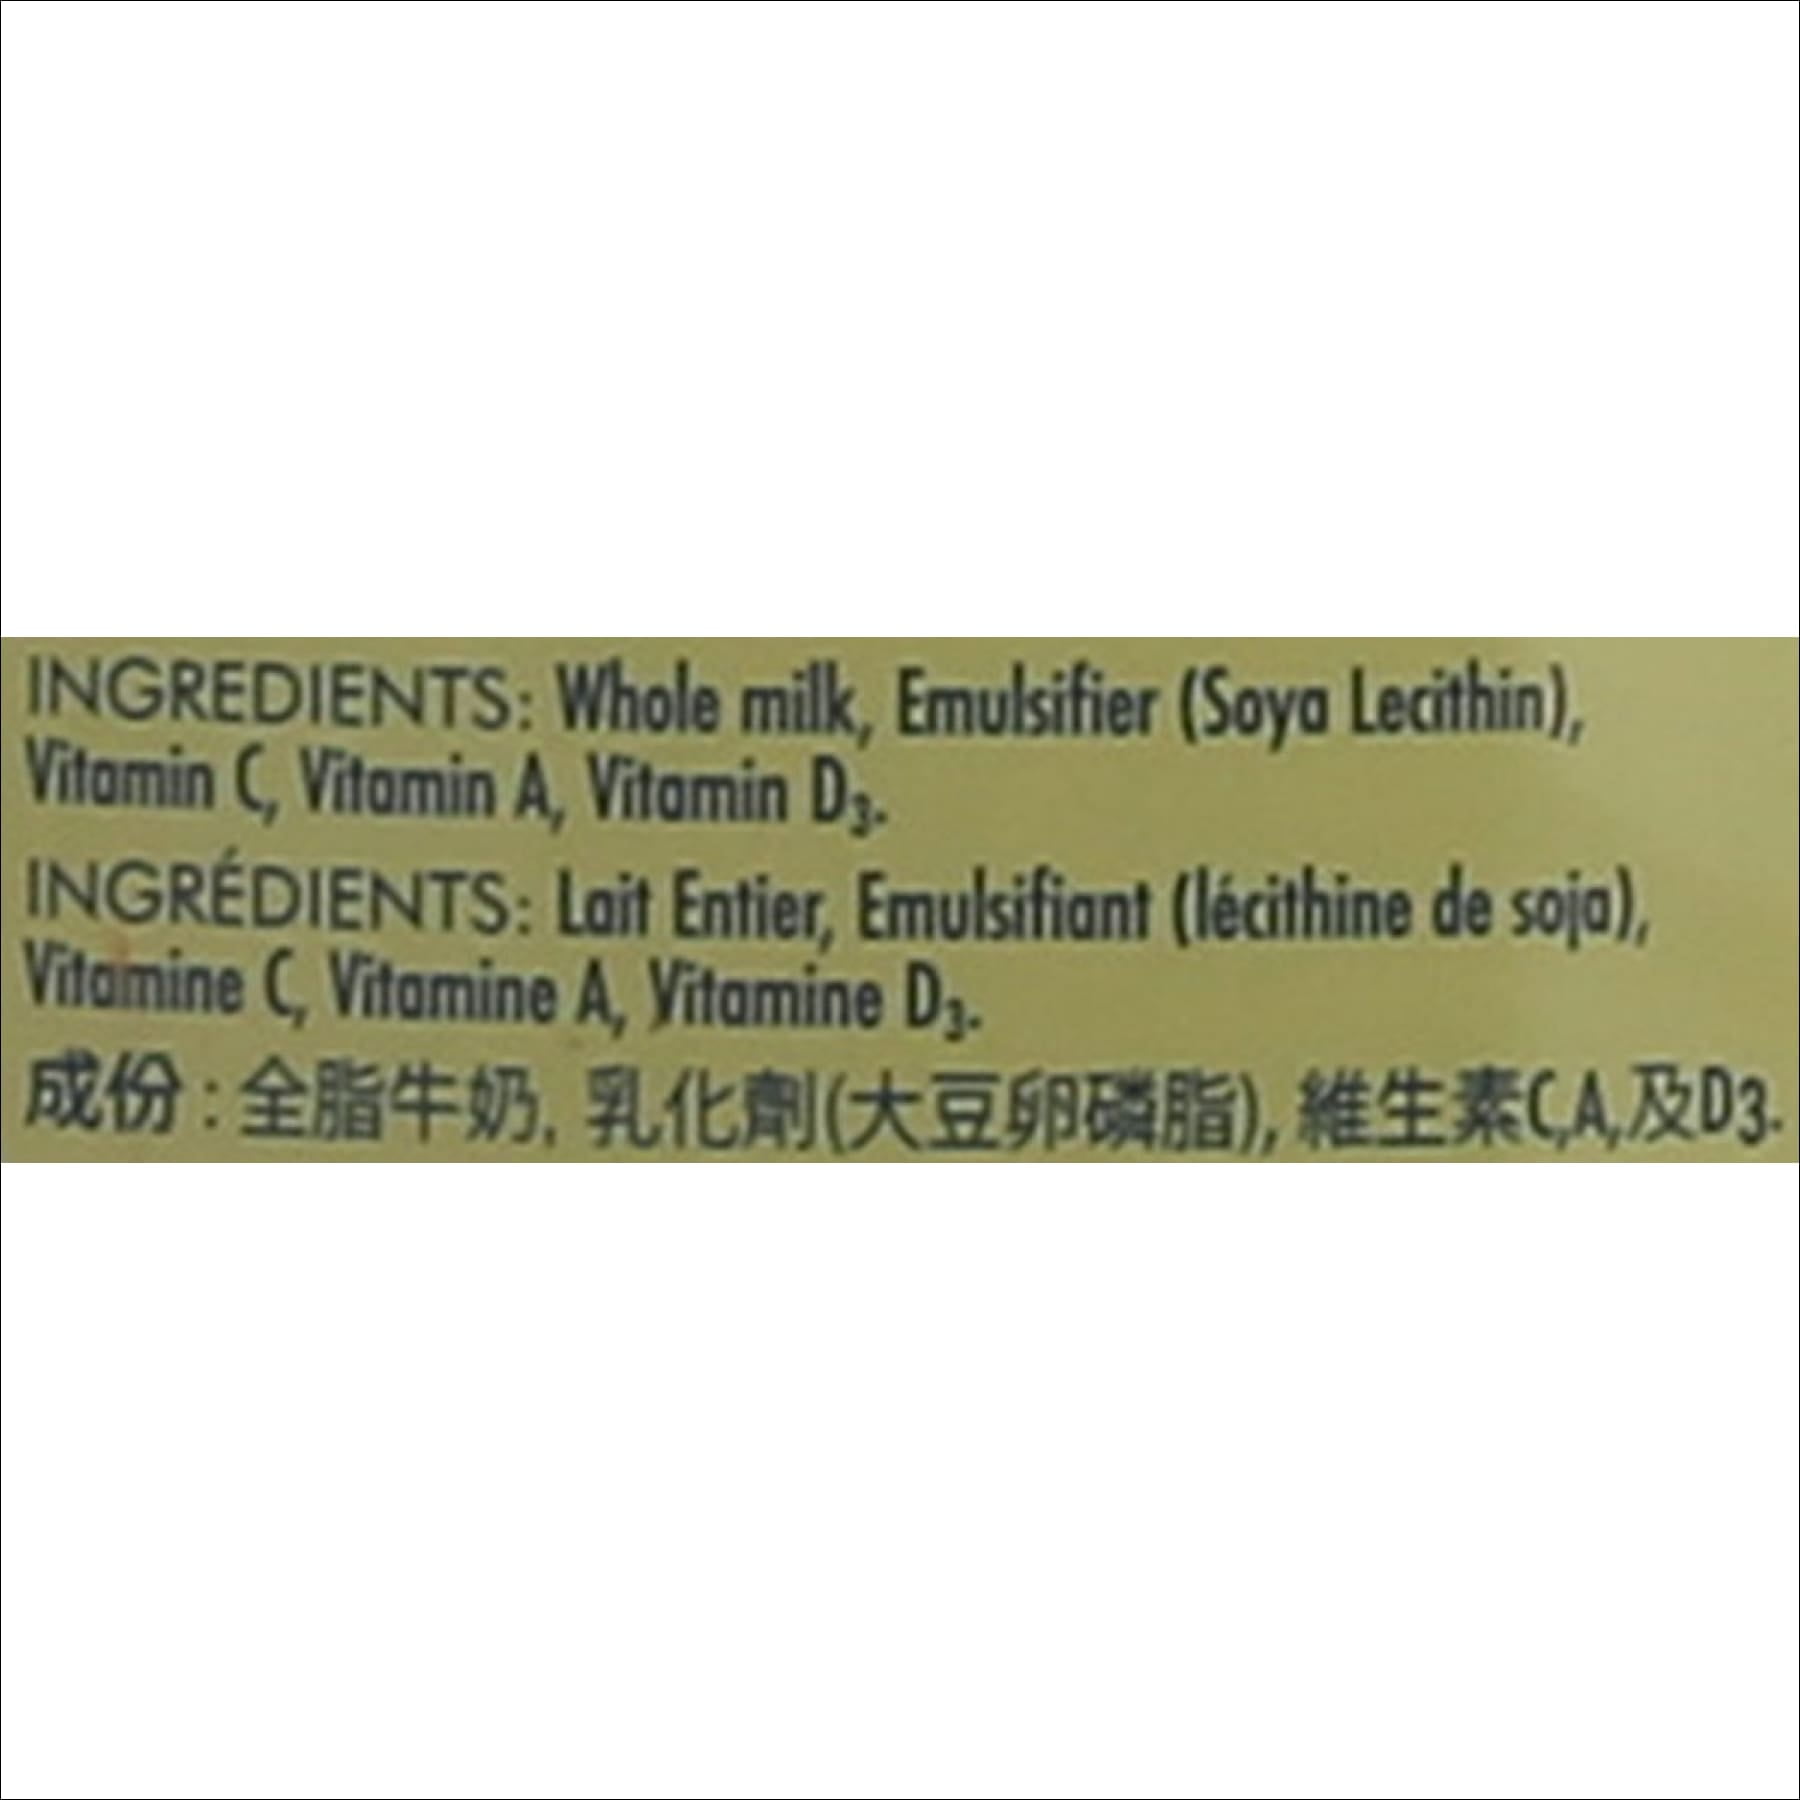 INGREDIENTS: Whole milk, Emulsifier (Soya Lecithin),
Vitamin C, Vitamin A, Vitamin D₃.
INGRÉDIENTS: Lait Entier, Emulsifiant (lécithine de soja),
Vitamine C, Vitamine A, Vitamine D₃.
成份 : 全脂牛奶, 乳化劑(大豆卵磷脂), 維生素C,A,及D3.